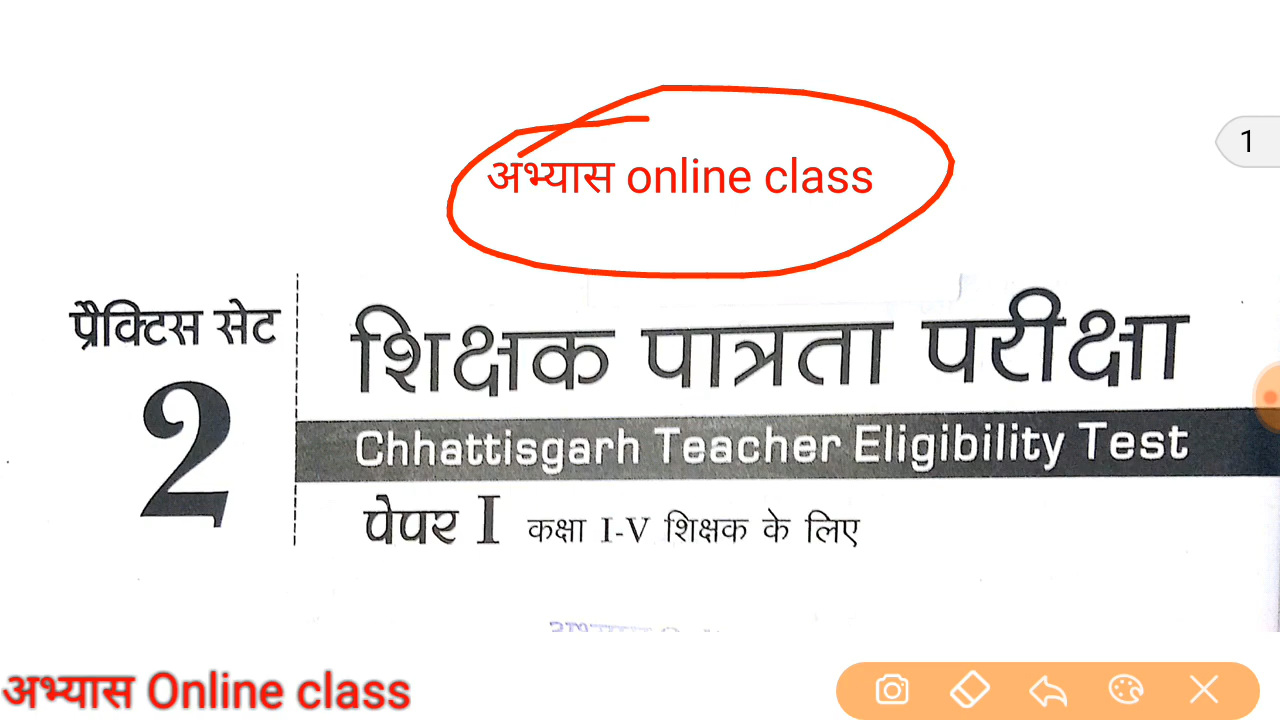 अभ्यास online class
1
प्रैक्टिस सेट
2
शिक्षक पात्रता परीक्षा
Chhattisgarh Teacher Eligibility Test
पेपर I कक्षा I-V शिक्षक के लिए
अभ्यास Online class